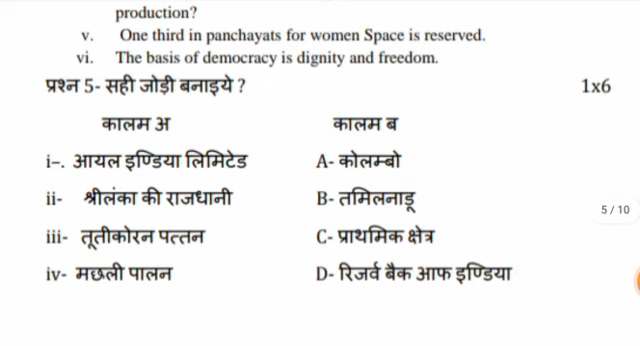 production?
v. One third in panchayats for women Space is reserved.
vi. The basis of democracy is dignity and freedom.
प्रश्न 5- सही जोड़ी बनाइये ? 1x6
कालम अ कालम ब
i–. आयल इण्डिया लिमिटेड A- कोलम्बो
ii- श्रीलंका की राजधानी B- तमिलनाडू
5 / 10
iii- तूतीकोरन पत्तन C- प्राथमिक क्षेत्र
iv- मछली पालन D- रिजर्व बैक आफ इण्डिया